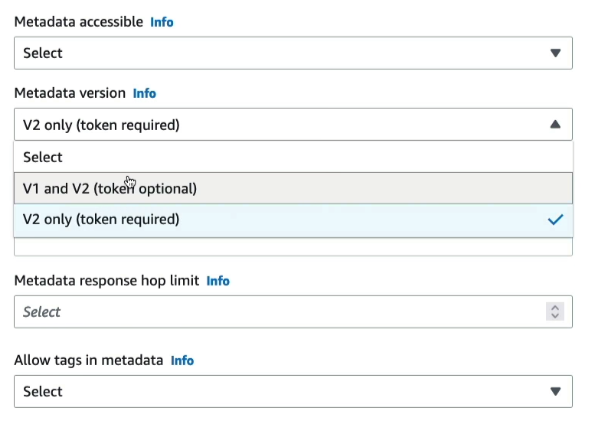 Metadata accessible Info
Select
Metadata version Info
V2 only (token required)
Select
V1 and V2 (token optional)
V2 only (token required)
Metadata response hop limit Info
Select
Allow tags in metadata Info
Select